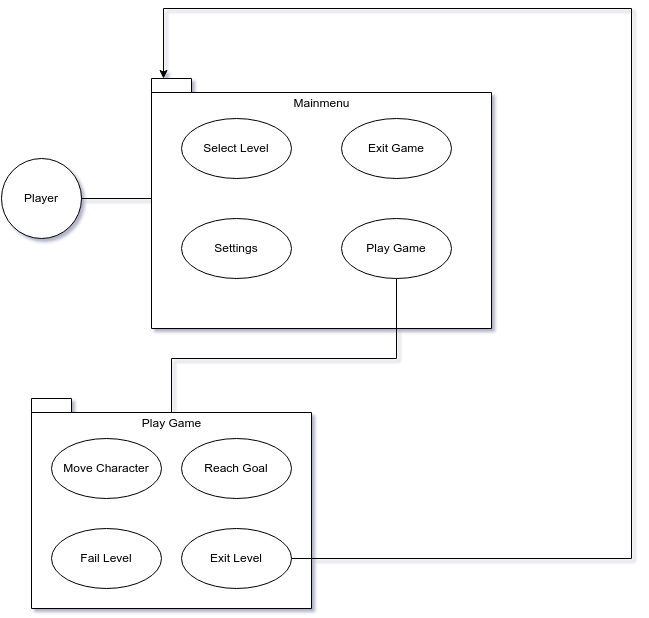 Mainmenu
Select Level
Exit Game
Player
Settings
Play Game
Play Game
Move Character
Reach Goal
Fail Level
Exit Level